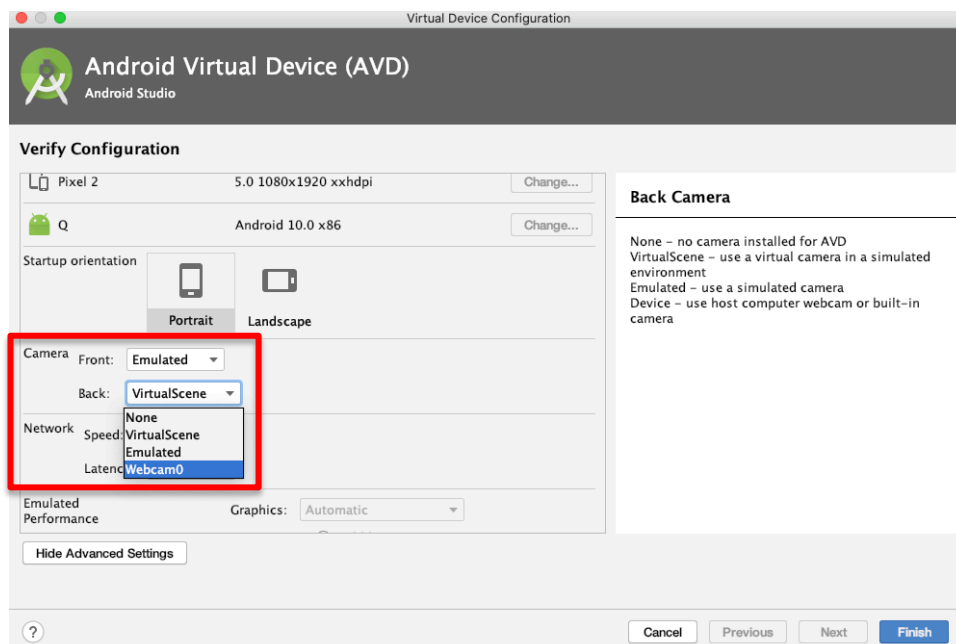 Virtual Device Configuration
Android Virtual Device (AVD)
Android Studio
Verify Configuration
Pixel 2 5.0 1080x1920 xxhdpi Change...
Q Android 10.0 x86 Change...
Startup orientation
Portrait Landscape
Camera Front: Emulated
Back: VirtualScene
None
Network Speed: VirtualScene
Emulated
Latenc Webcam0
Emulated
Performance Graphics: Automatic
Hide Advanced Settings
Back Camera
None – no camera installed for AVD
VirtualScene – use a virtual camera in a simulated
environment
Emulated – use a simulated camera
Device – use host computer webcam or built-in
camera
? Cancel Previous Next Finish